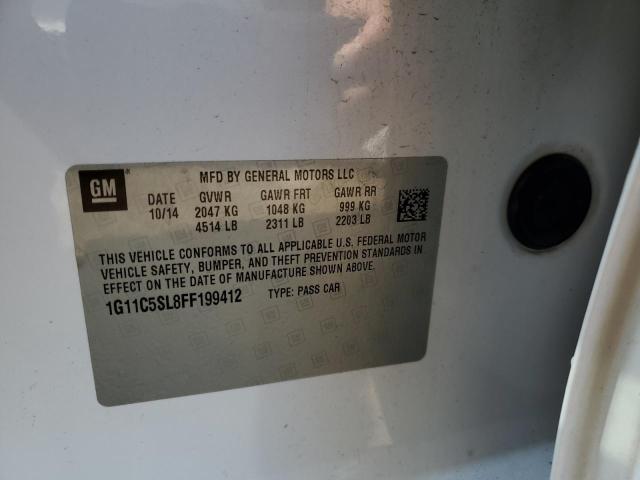 GM
MFD BY GENERAL MOTORS LLC
DATE GVWR GAWR FRT GAWR RR
10/14 2047 KG 1048 KG 999 KG
4514 LB 2311 LB 2203 LB
THIS VEHICLE CONFORMS TO ALL APPLICABLE U.S. FEDERAL MOTOR
VEHICLE SAFETY, BUMPER, AND THEFT PREVENTION STANDARDS IN
EFFECT ON THE DATE OF MANUFACTURE SHOWN ABOVE.
1G11C5SL8FF199412 TYPE: PASS CAR